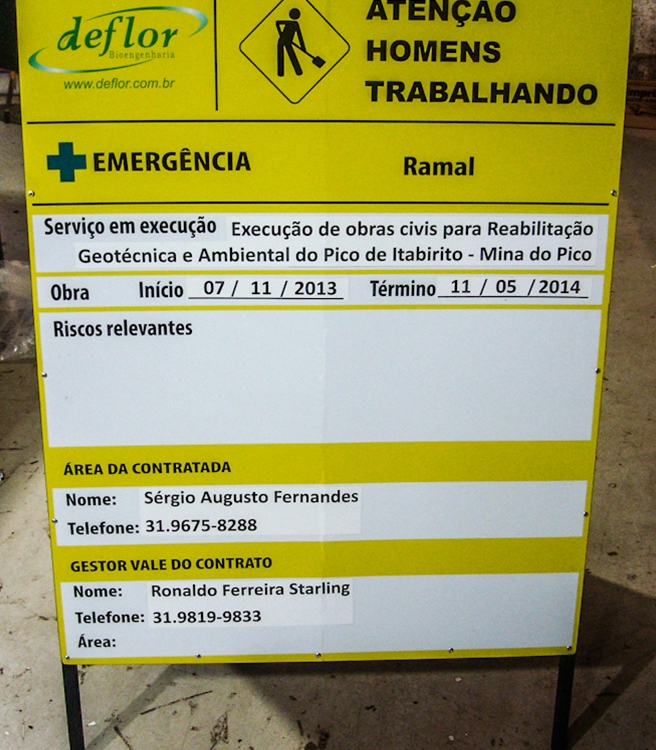 deflor
Bioengenharia
www.deflor.com.br
ATENÇÃO
HOMENS
TRABALHANDO
EMERGÊNCIA Ramal
Serviço em execução Execução de obras civis para Reabilitação
Geotécnica e Ambiental do Pico de Itabirito - Mina do Pico
Obra Início 07 / 11 / 2013 Término 11 / 05 / 2014
Riscos relevantes
ÁREA DA CONTRATADA
Nome: Sérgio Augusto Fernandes
Telefone: 31.9675-8288
GESTOR VALE DO CONTRATO
Nome: Ronaldo Ferreira Starling
Telefone: 31.9819-9833
Área: